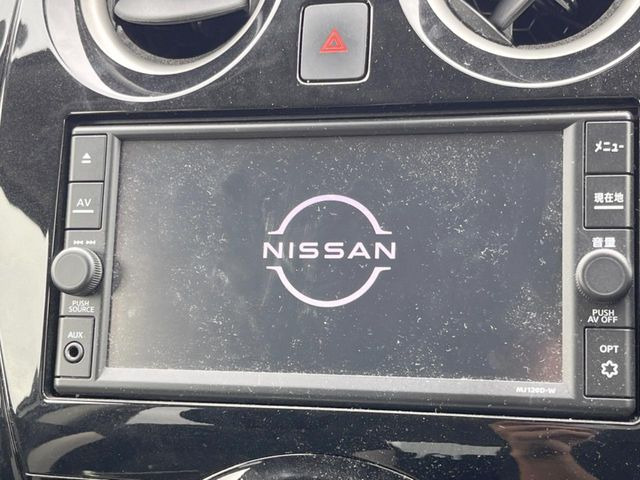 メニュー
AV
現在地
音量
NISSAN
PUSH
SOURCE
PUSH
AV OFF
AUX
OPT
MJ120D-W